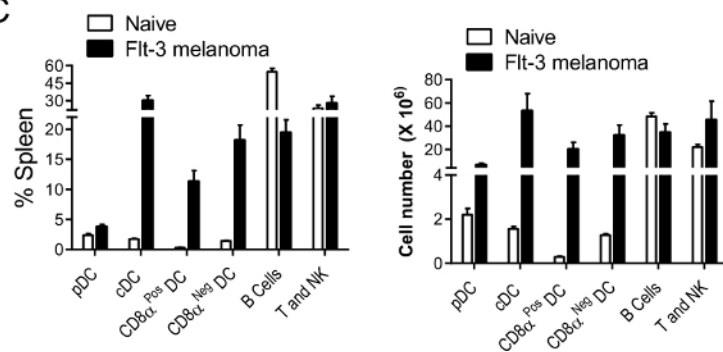 C
Naive
Flt-3 melanoma
% Spleen
60
45
30
20
15
10
5
0
pDC
cDC
CD8α Pos DC
CD8α Neg DC
B Cells
T and NK
Naive
Flt-3 melanoma
Cell number (X 10⁶)
80
60
40
20
4
2
0
pDC
cDC
CD8α Pos DC
CD8α Neg DC
B Cells
T and NK